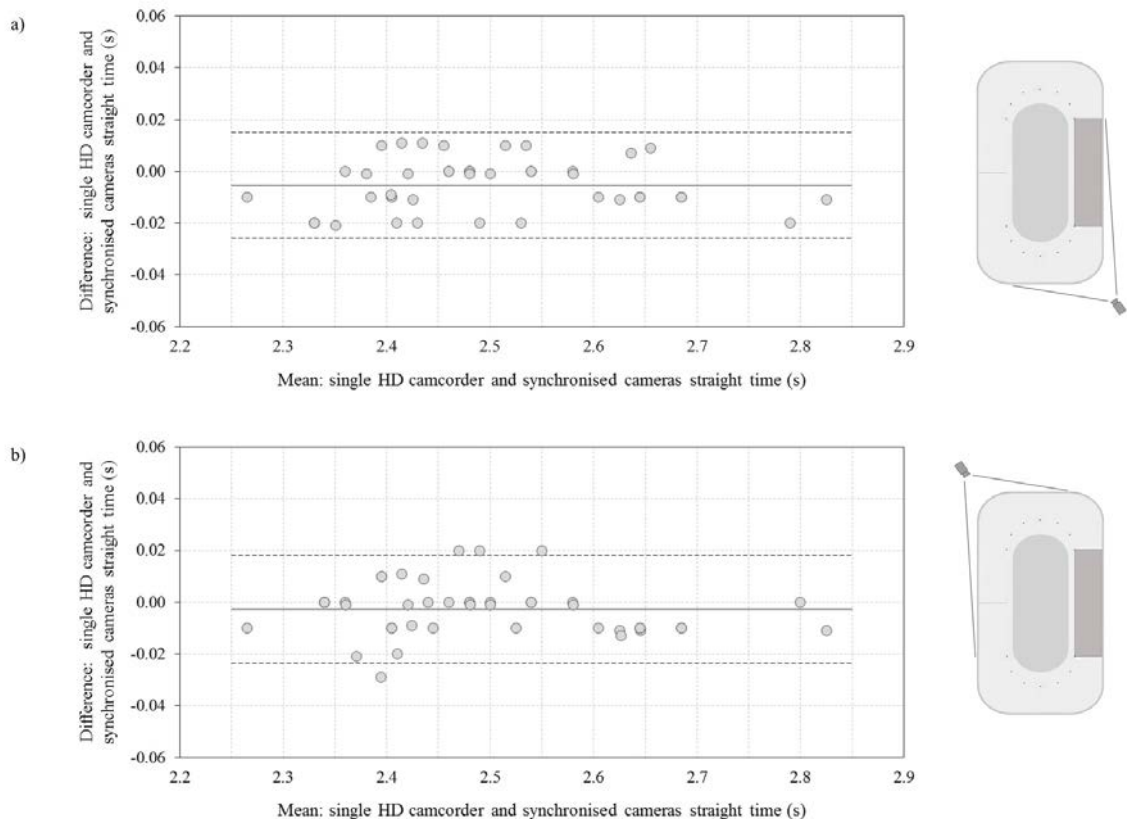 a)
Difference: single HD camcorder and
synchronised cameras straight time (s)
0.06
0.04
0.02
0.00
-0.02
-0.04
-0.06
2.2 2.3 2.4 2.5 2.6 2.7 2.8 2.9
Mean: single HD camcorder and synchronised cameras straight time (s)
b)
Difference: single HD camcorder and
synchronised cameras straight time (s)
0.06
0.04
0.02
0.00
-0.02
-0.04
-0.06
2.2 2.3 2.4 2.5 2.6 2.7 2.8 2.9
Mean: single HD camcorder and synchronised cameras straight time (s)